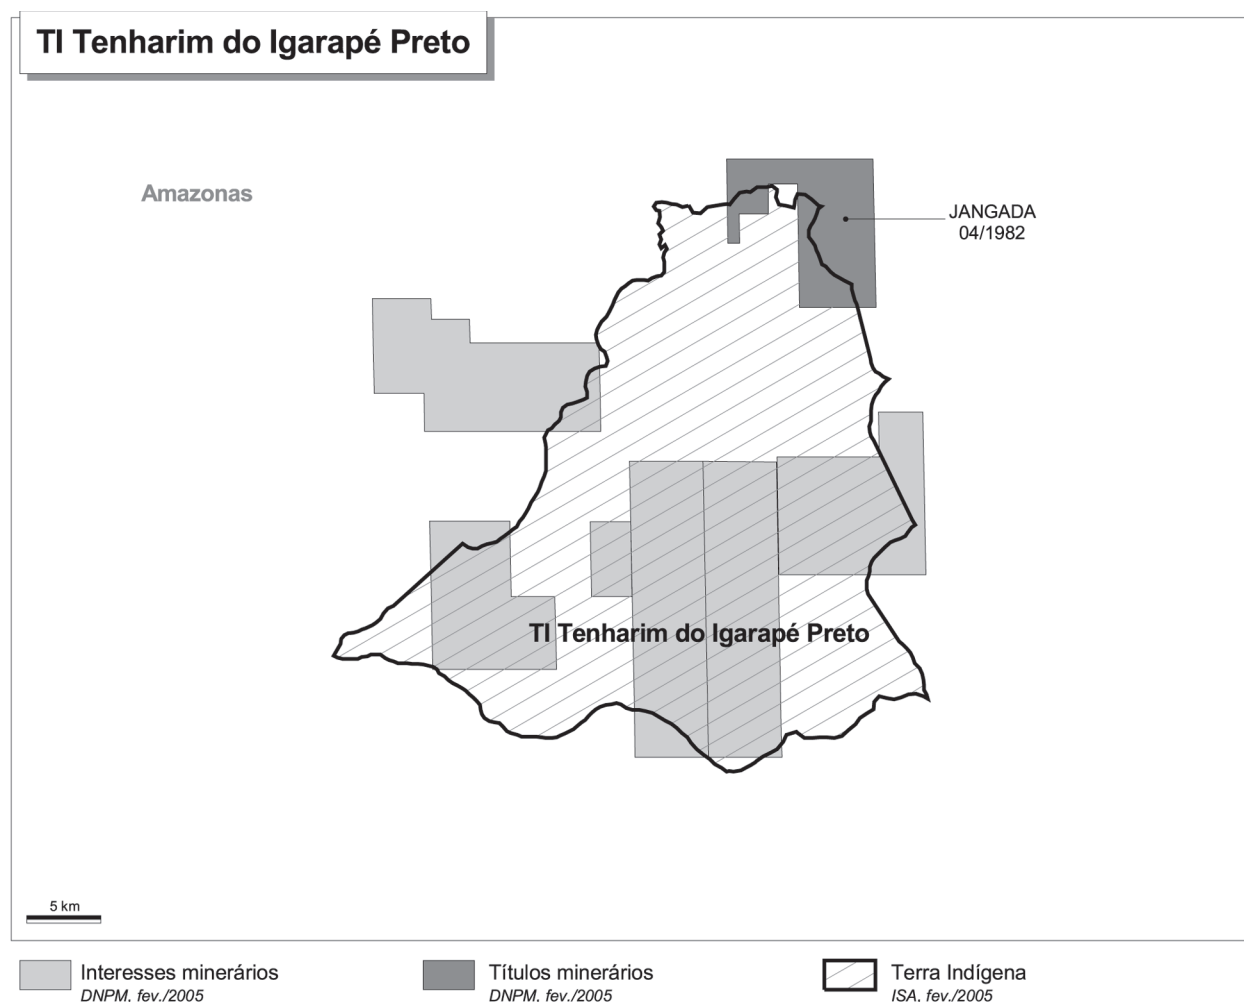 TI Tenharim do Igarapé Preto
Amazonas
JANGADA
04/1982
TI Tenharim do Igarapé Preto
5 km
Interesses minerários
DNPM, fev./2005
Títulos minerários
DNPM, fev./2005
Terra Indígena
ISA, fev./2005